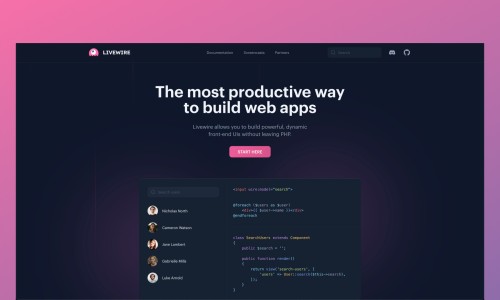 LIVEWIRE
Documentation Screencasts Partners
Search
The most productive way
to build web apps
Livewire allows you to build powerful, dynamic
front-end UIs without leaving PHP.
START HERE
Search users
Nicholas North
Cameron Watson
Jane Lambert
Gabrielle Mills
Luke Arnold
<input wire:model="search">
@foreach ($users as $user)
<div>{{ $user->name }}</div>
@endforeach
class SearchUsers extends Component
{
public $search = '';
public function render()
{
return view('search-users', [
'users' => User::search($this->search),
]);
}